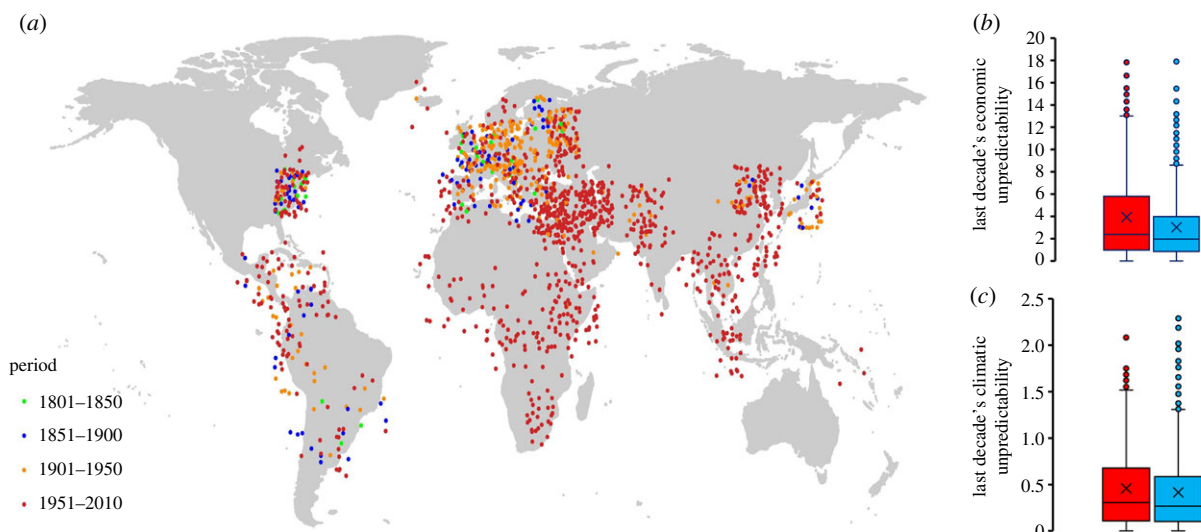 (a)
period
1801–1850
1851–1900
1901–1950
1951–2010
(b)
last decade's economic
unpredictability
20
18
16
14
12
10
8
6
4
2
0
(c)
last decade's climatic
unpredictability
2.5
2.0
1.5
1.0
0.5
0